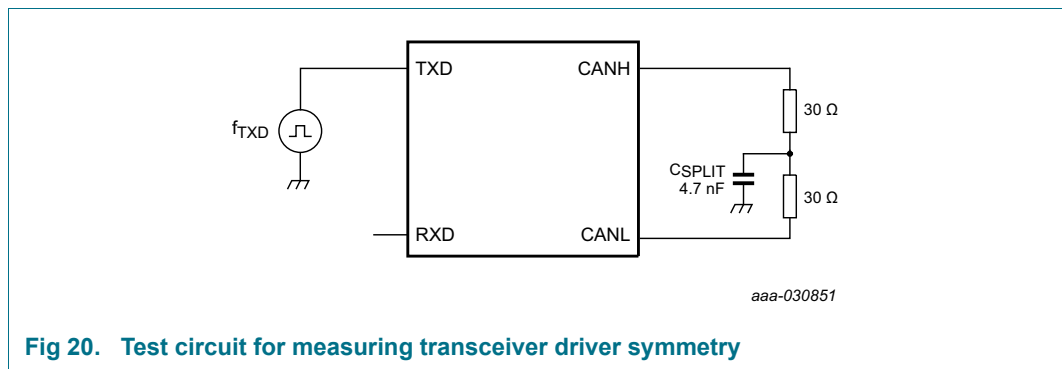 TXD
CANH
30 Ω
fTXD
CSPLIT
4.7 nF
30 Ω
RXD
CANL
aaa-030851
Fig 20. Test circuit for measuring transceiver driver symmetry